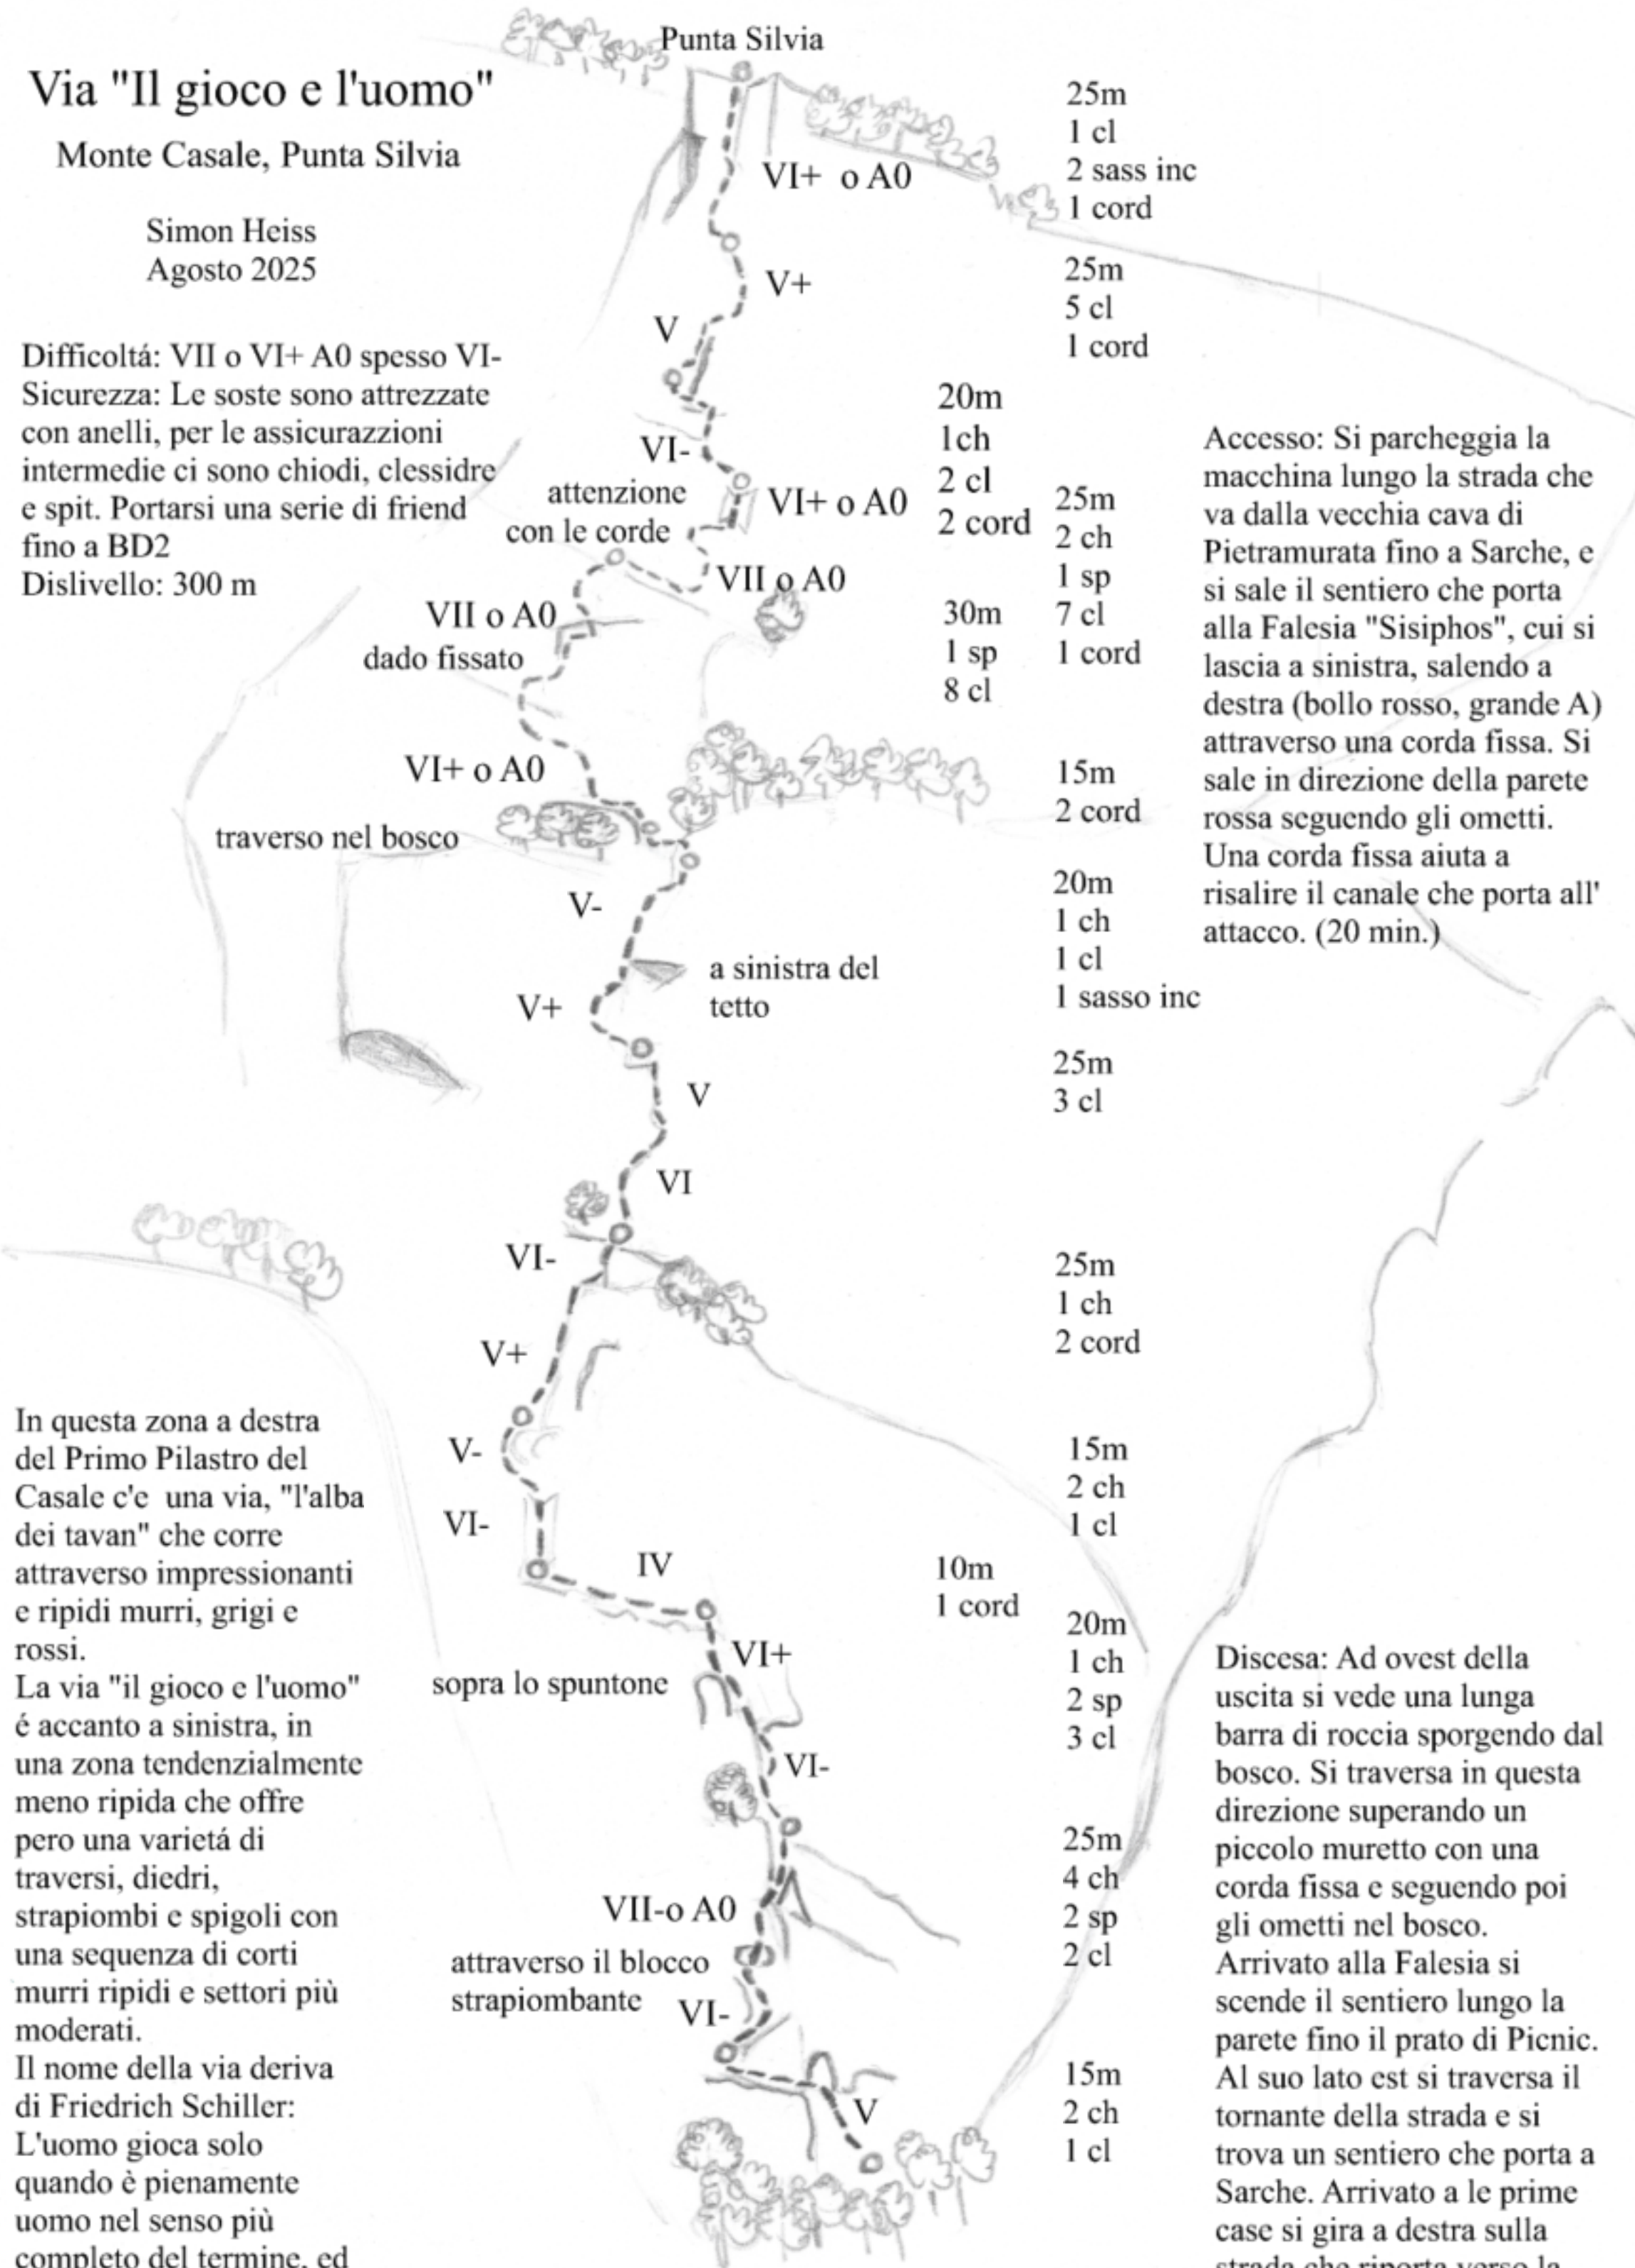 Punta Silvia
Via "Il gioco e l'uomo"
Monte Casale, Punta Silvia
Simon Heiss
Agosto 2025
Difficoltá: VII o VI+ A0 spesso VI-
Sicurezza: Le soste sono attrezzate
con anelli, per le assicurazzioni
intermedie ci sono chiodi, clessidre
e spit. Portarsi una serie di friend
fino a BD2
Dislivello: 300 m
VI+ o A0
25m
1 cl
2 sass inc
1 cord
V+
V
25m
5 cl
1 cord
VI-
20m
1ch
2 cl
2 cord
attenzione
con le corde
VI+ o A0
VII o A0
25m
2 ch
1 sp
7 cl
1 cord
VII o A0
dado fissato
VI+ o A0
30m
1 sp
8 cl
traverso nel bosco
15m
2 cord
V-
a sinistra del
tetto
V+
20m
1 ch
1 cl
1 sasso inc
V
VI
25m
3 cl
VI-
V+
25m
1 ch
2 cord
V-
VI-
15m
2 ch
1 cl
IV
10m
1 cord
VI+
sopra lo spuntone
VI-
20m
1 ch
2 sp
3 cl
VII-o A0
attraverso il blocco
strapiombante
VI-
25m
4 ch
2 sp
2 cl
V
15m
2 ch
1 cl
Accesso: Si parcheggia la
macchina lungo la strada che
va dalla vecchia cava di
Pietramurata fino a Sarche, e
si sale il sentiero che porta
alla Falesia "Sisiphos", cui si
lascia a sinistra, salendo a
destra (bollo rosso, grande A)
attraverso una corda fissa. Si
sale in direzione della parete
rossa seguendo gli ometti.
Una corda fissa aiuta a
risalire il canale che porta all'
attacco. (20 min.)
In questa zona a destra
del Primo Pilastro del
Casale c'e una via, "l'alba
dei tavan" che corre
attraverso impressionanti
e ripidi murri, grigi e
rossi.
La via "il gioco e l'uomo"
é accanto a sinistra, in
una zona tendenzialmente
meno ripida che offre
pero una varietá di
traversi, diedri,
strapiombi e spigoli con
una sequenza di corti
murri ripidi e settori più
moderati.
Il nome della via deriva
di Friedrich Schiller:
L'uomo gioca solo
quando è pienamente
uomo nel senso più
completo del termine, ed
Discesa: Ad ovest della
uscita si vede una lunga
barra di roccia sporgendo dal
bosco. Si traversa in questa
direzione superando un
piccolo muretto con una
corda fissa e seguendo poi
gli ometti nel bosco.
Arrivato alla Falesia si
scende il sentiero lungo la
parete fino il prato di Picnic.
Al suo lato est si traversa il
tornante della strada e si
trova un sentiero che porta a
Sarche. Arrivato a le prime
case si gira a destra sulla
strada che riporta verso la